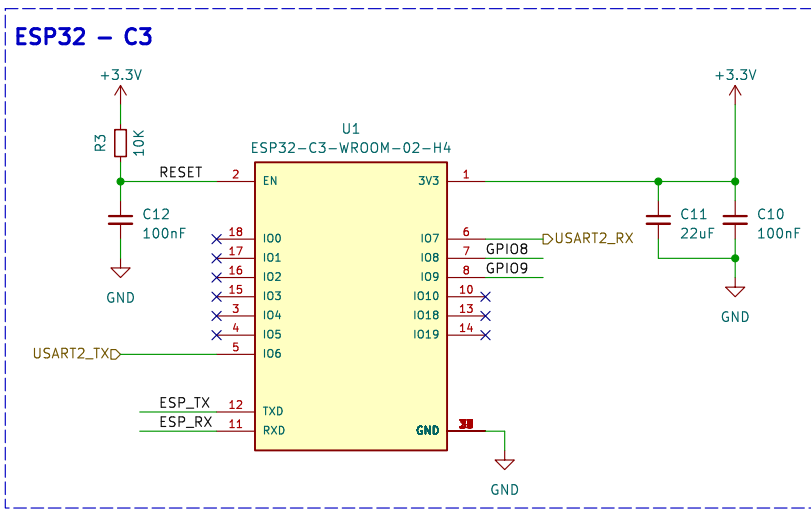 ESP32 - C3
+3.3V
+3.3V
R3
10K
U1
ESP32-C3-WROOM-02-H4
RESET
2
EN
3V3
1
C12
100nF
C11
22uF
C10
100nF
18
IO0
IO7
6
USART2_RX
17
IO1
IO8
7
GPIO8
16
IO2
IO9
8
GPIO9
15
IO3
IO10
10
3
IO4
IO18
13
4
IO5
IO19
14
USART2_TX
5
IO6
GND
GND
ESP_TX
12
TXD
ESP_RX
11
RXD
GND
GND